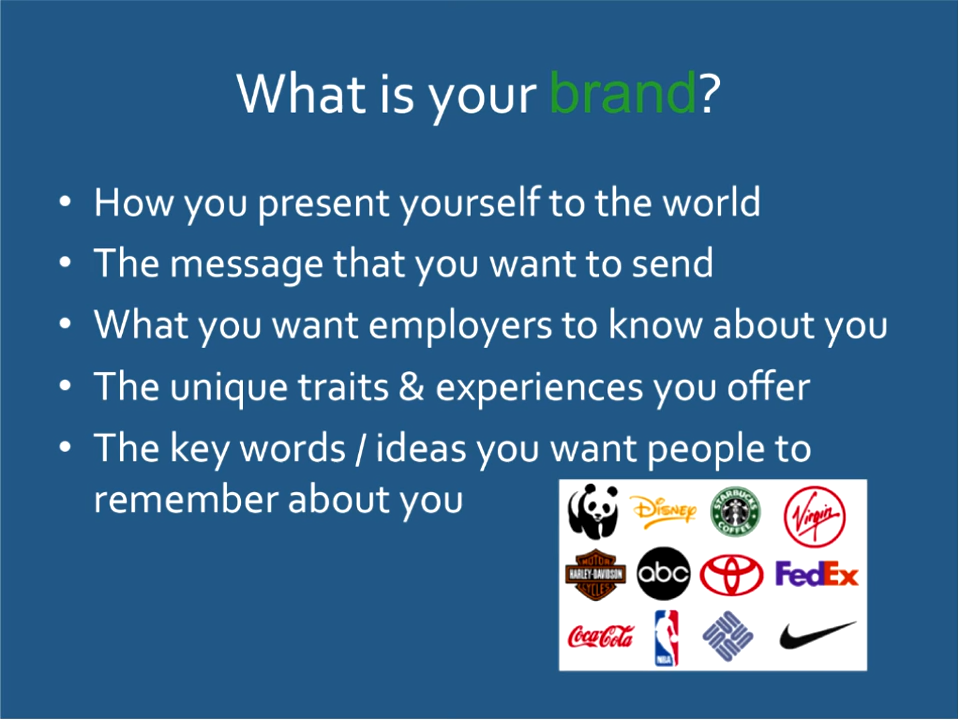 What is your brand?
• How you present yourself to the world
• The message that you want to send
• What you want employers to know about you
• The unique traits & experiences you offer
• The key words / ideas you want people to
remember about you
DISNEY
STARBUCKS
COFFEE
Virgin
MOTOR
HARLEY-DAVIDSON
CYCLES
abc
FedEx
Coca-Cola
NBA